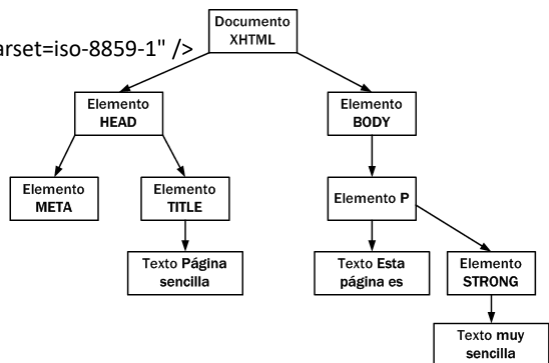 Documento
XHTML
arset=iso-8859-1" />
Elemento
HEAD
Elemento
BODY
Elemento
META
Elemento
TITLE
Elemento P
Texto Página
sencilla
Texto Esta
página es
Elemento
STRONG
Texto muy
sencilla